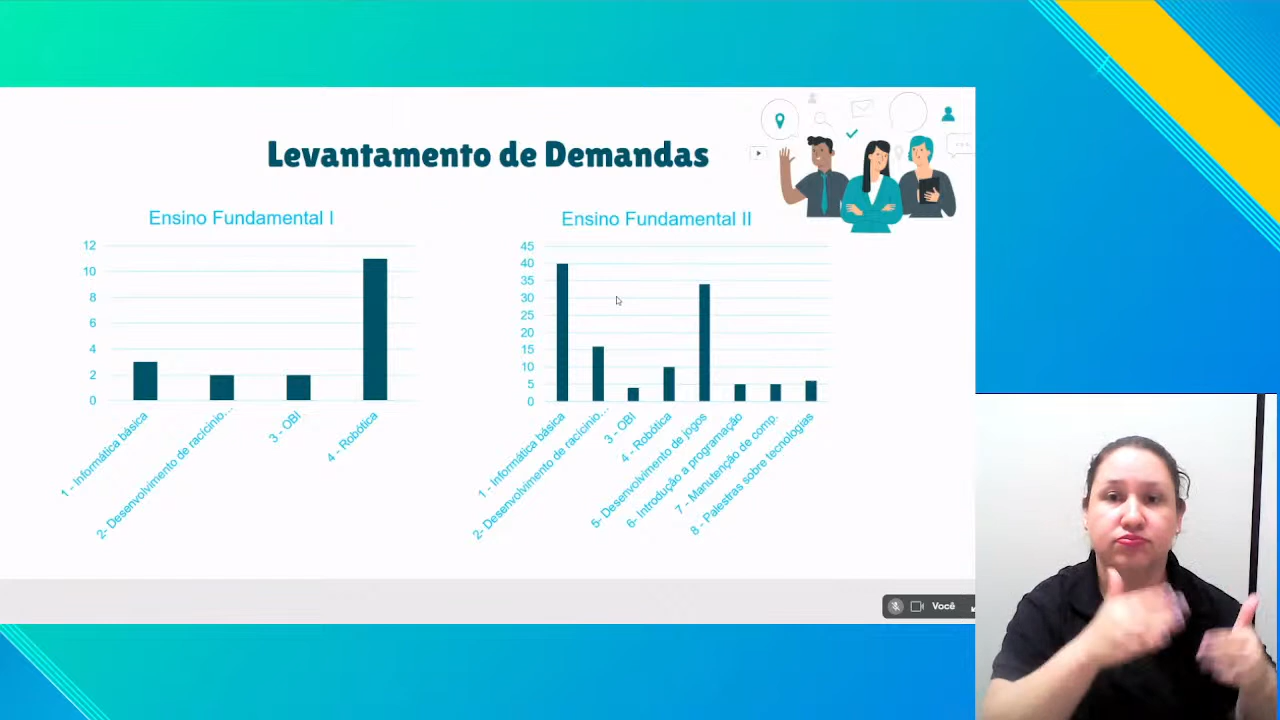 Levantamento de Demandas
Ensino Fundamental I
12
10
8
6
4
2
0
1 - Informática básica
2- Desenvolvimento de racícinio...
3 - OBI
4 - Robótica
Ensino Fundamental II
45
40
35
30
25
20
15
10
5
0
1 - Informática básica
2- Desenvolvimento de racícinio...
3 - OBI
4 - Robótica
5- Desenvolvimento de jogos
6- Introdução a programação
7 - Manutenção de comp.
8 - Palestras sobre tecnologias
Você